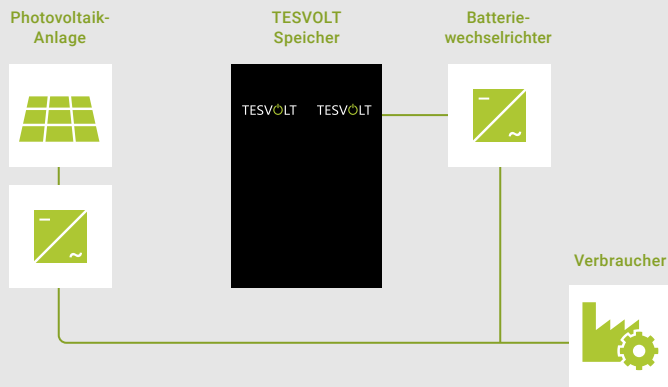 Photovoltaik-
Anlage
TESVOLT
Speicher
Batterie-
wechselrichter
TESVOLT TESVOLT
Verbraucher